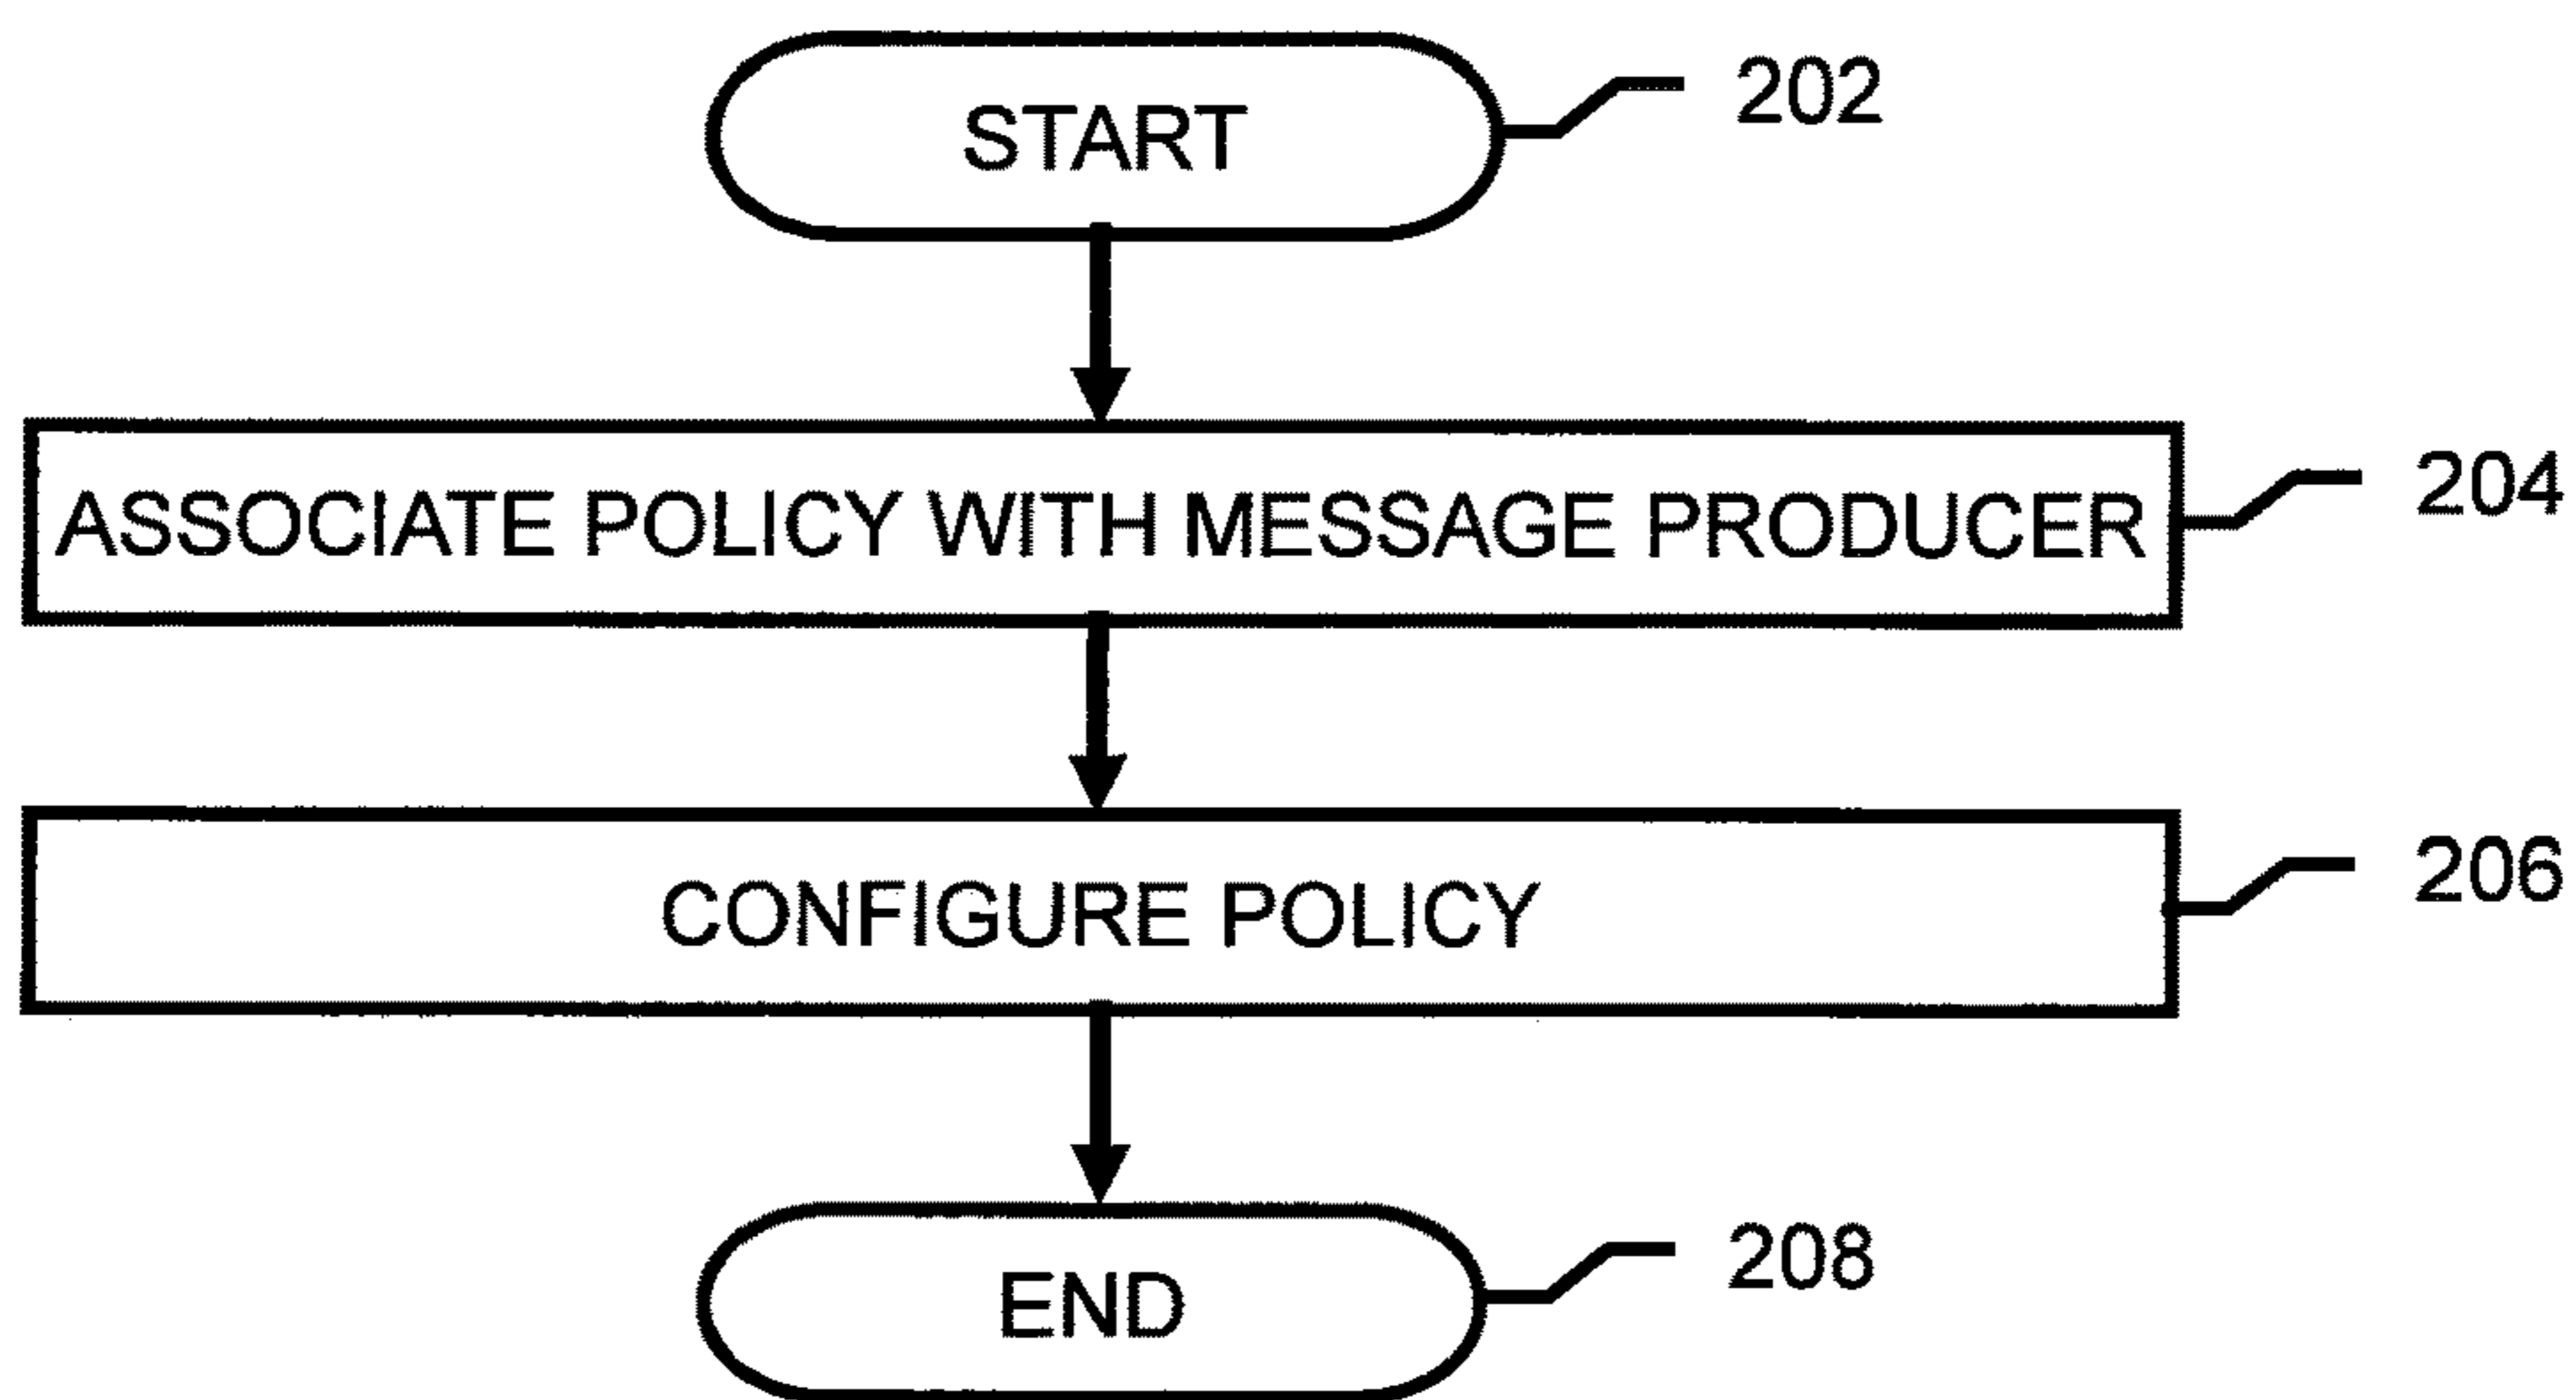 START
202
ASSOCIATE POLICY WITH MESSAGE PRODUCER
204
CONFIGURE POLICY
206
END
208